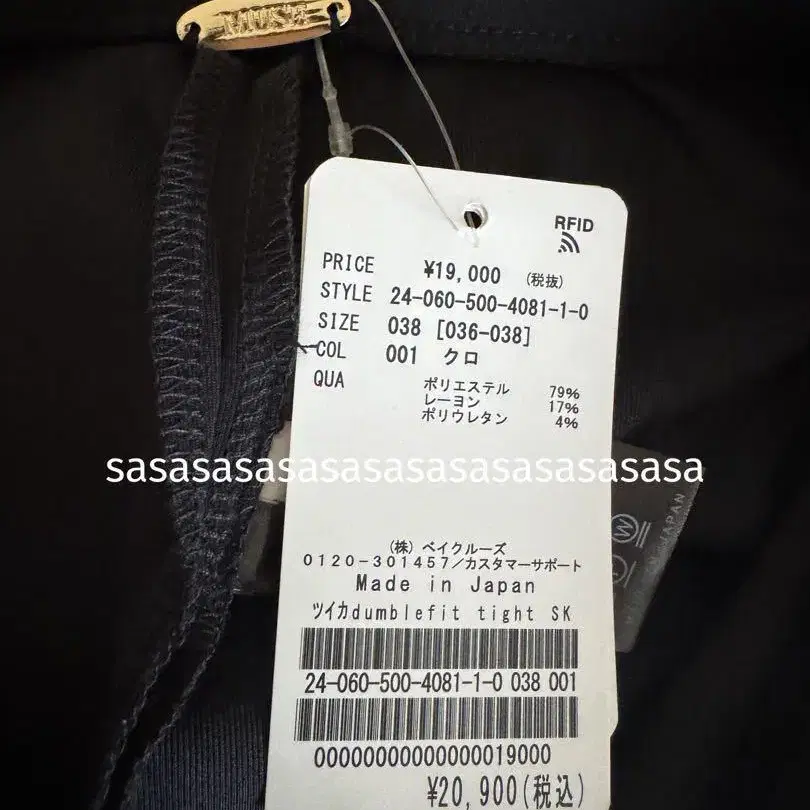 MUSE
RFID
PRICE ¥19,000 (税抜)
STYLE 24-060-500-4081-1-0
SIZE 038 [036-038]
COL 001 クロ
QUA ポリエステル 79%
レーヨン 17%
ポリウレタン 4%
sasasasasasasasasasasasasasasa
(株) ベイクルーズ
0120-301457/カスタマーサポート
Made in Japan
ツイカdumblefit tight SK
24-060-500-4081-1-0 038 001
00000000000000019000
¥20,900(税込)
JAPAN